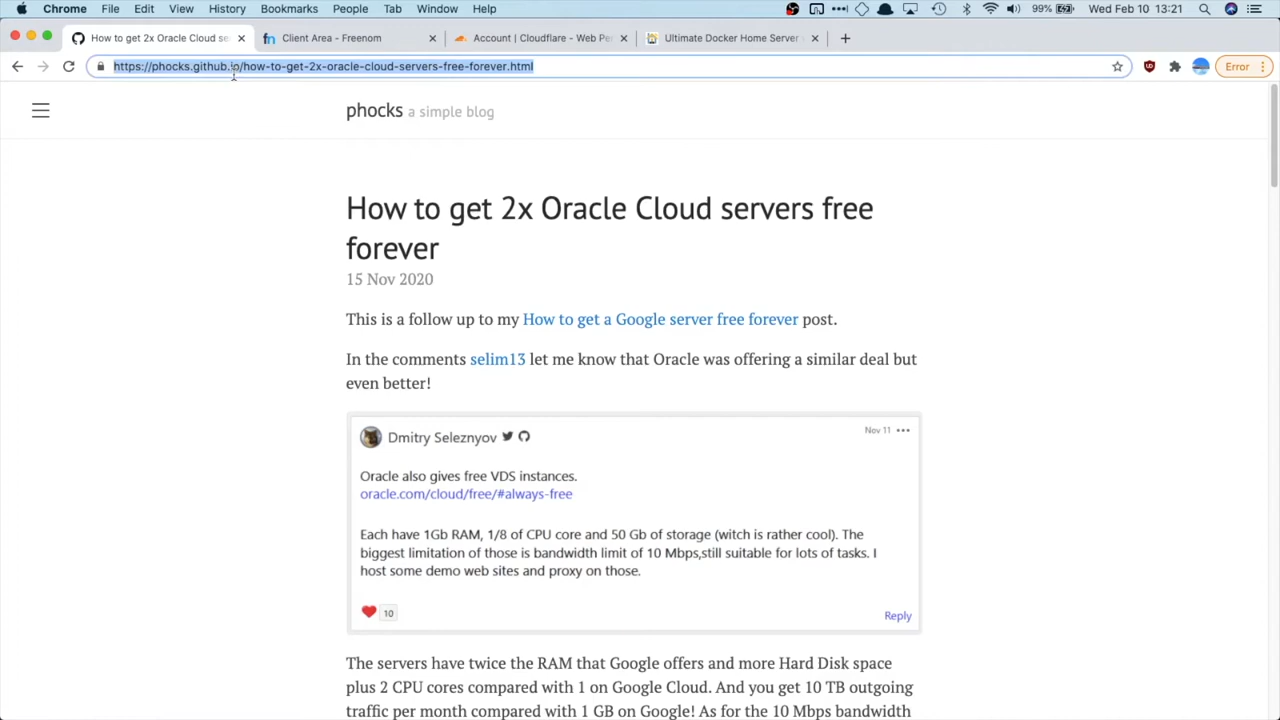 Chrome File Edit View History Bookmarks People Tab Window Help 99% Wed Feb 10 13:21
How to get 2x Oracle Cloud se Client Area - Freenom Account | Cloudflare - Web Pe Ultimate Docker Home Server
https://phocks.github.io/how-to-get-2x-oracle-cloud-servers-free-forever.html Error
phocks a simple blog
How to get 2x Oracle Cloud servers free
forever
15 Nov 2020
This is a follow up to my How to get a Google server free forever post.
In the comments selim13 let me know that Oracle was offering a similar deal but
even better!
Dmitry Seleznyov Nov 11
Oracle also gives free VDS instances.
oracle.com/cloud/free/#always-free
Each have 1Gb RAM, 1/8 of CPU core and 50 Gb of storage (witch is rather cool). The
biggest limitation of those is bandwidth limit of 10 Mbps,still suitable for lots of tasks. I
host some demo web sites and proxy on those.
10
Reply
The servers have twice the RAM that Google offers and more Hard Disk space
plus 2 CPU cores compared with 1 on Google Cloud. And you get 10 TB outgoing
traffic per month compared with 1 GB on Google! As for the 10 Mbps bandwidth